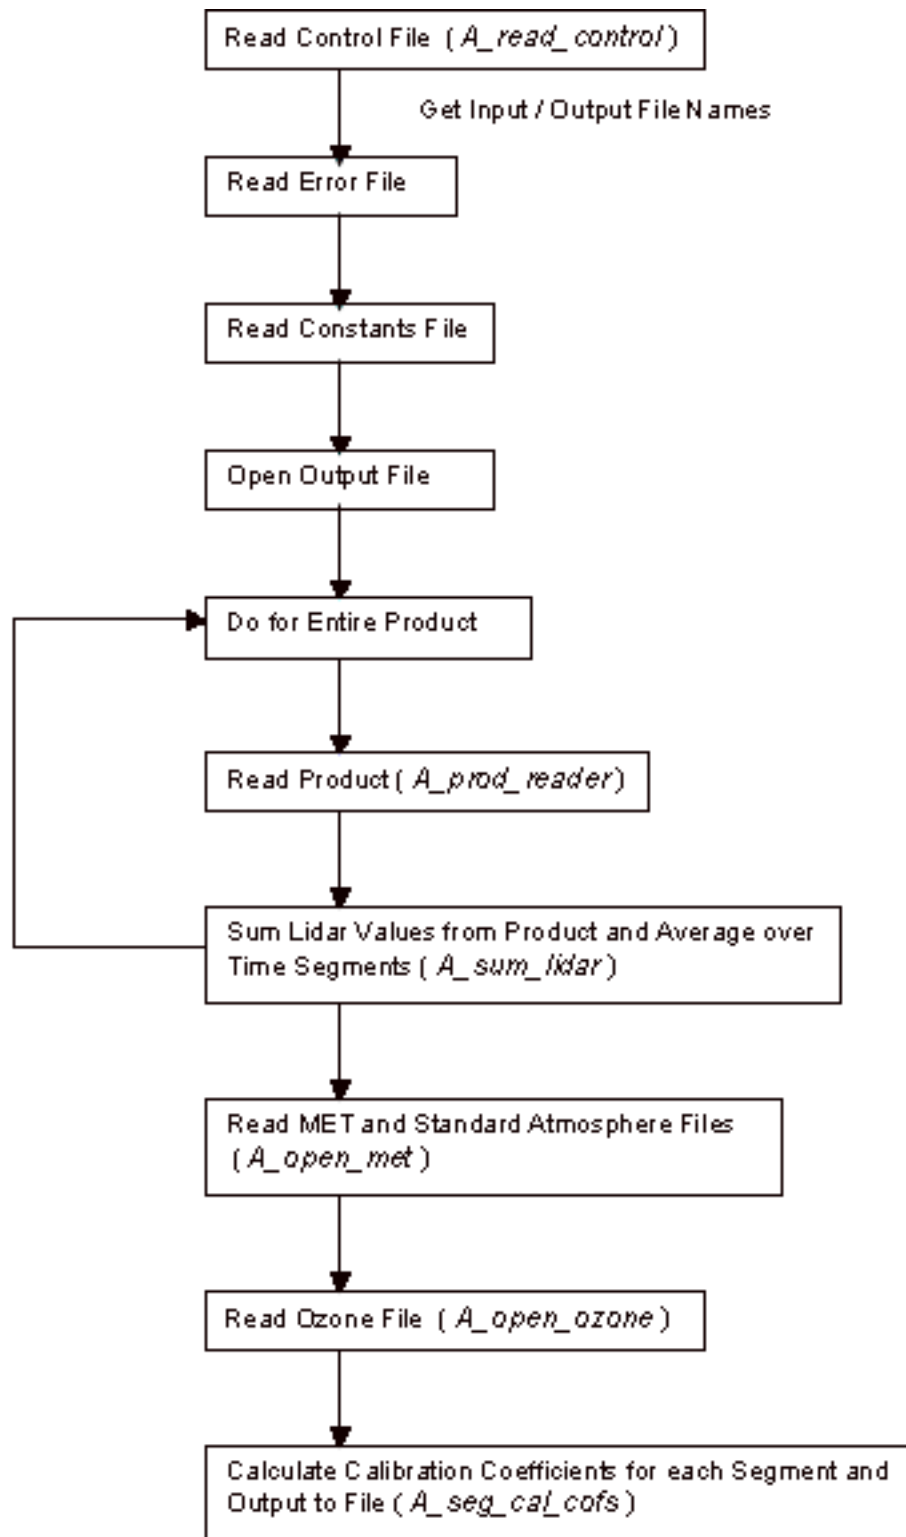 Read Control File ( A_read_control )
Get Input / Output File Names
Read Error File
Read Constants File
Open Output File
Do for Entire Product
Read Product ( A_prod_reader )
Sum Lidar Values from Product and Average over
Time Segments ( A_sum_lidar )
Read MET and Standard Atmosphere Files
( A_open_met )
Read Ozone File ( A_open_ozone )
Calculate Calibration Coefficients for each Segment and
Output to File ( A_seg_cal_cofs )